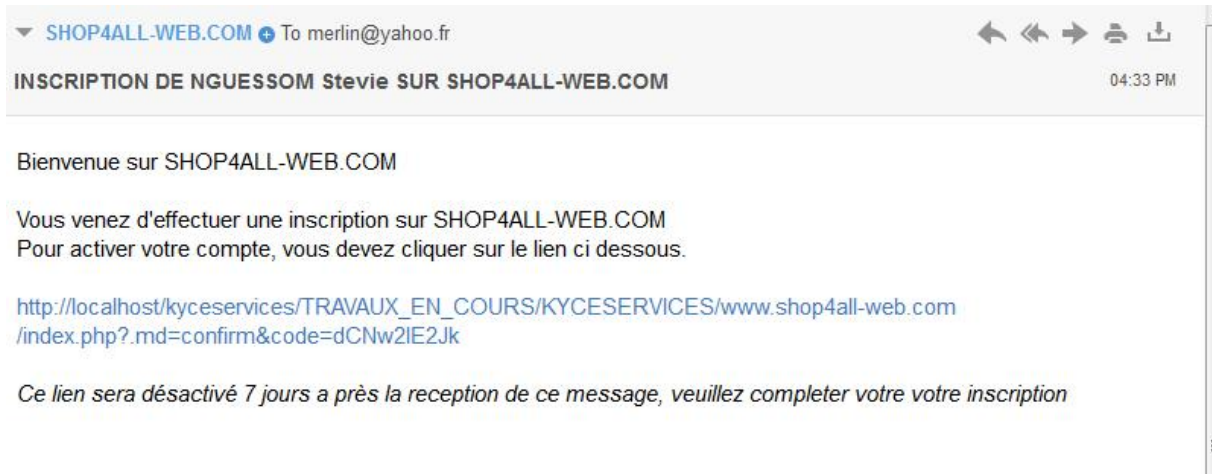 SHOP4ALL-WEB.COM To merlin@yahoo.fr
INSCRIPTION DE NGUESSOM Stevie SUR SHOP4ALL-WEB.COM 04:33 PM
Bienvenue sur SHOP4ALL-WEB.COM
Vous venez d'effectuer une inscription sur SHOP4ALL-WEB.COM
Pour activer votre compte, vous devez cliquer sur le lien ci dessous.
http://localhost/kyceservices/TRAVAUX_EN_COURS/KYCESERVICES/www.shop4all-web.com
/index.php?.md=confirm&code=dCNw2lE2Jk
Ce lien sera désactivé 7 jours a près la reception de ce message, veuillez completer votre votre inscription